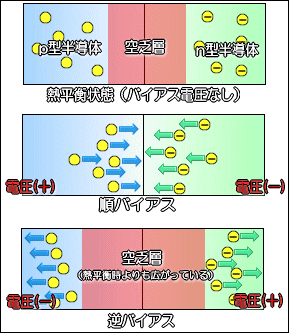 p型半導体 空乏層 n型半導体
熱平衡状態（バイアス電圧なし）
電圧(+) 電圧(−)
順バイアス
空乏層
(熱平衡時よりも広がっている)
電圧(−) 電圧(+)
逆バイアス